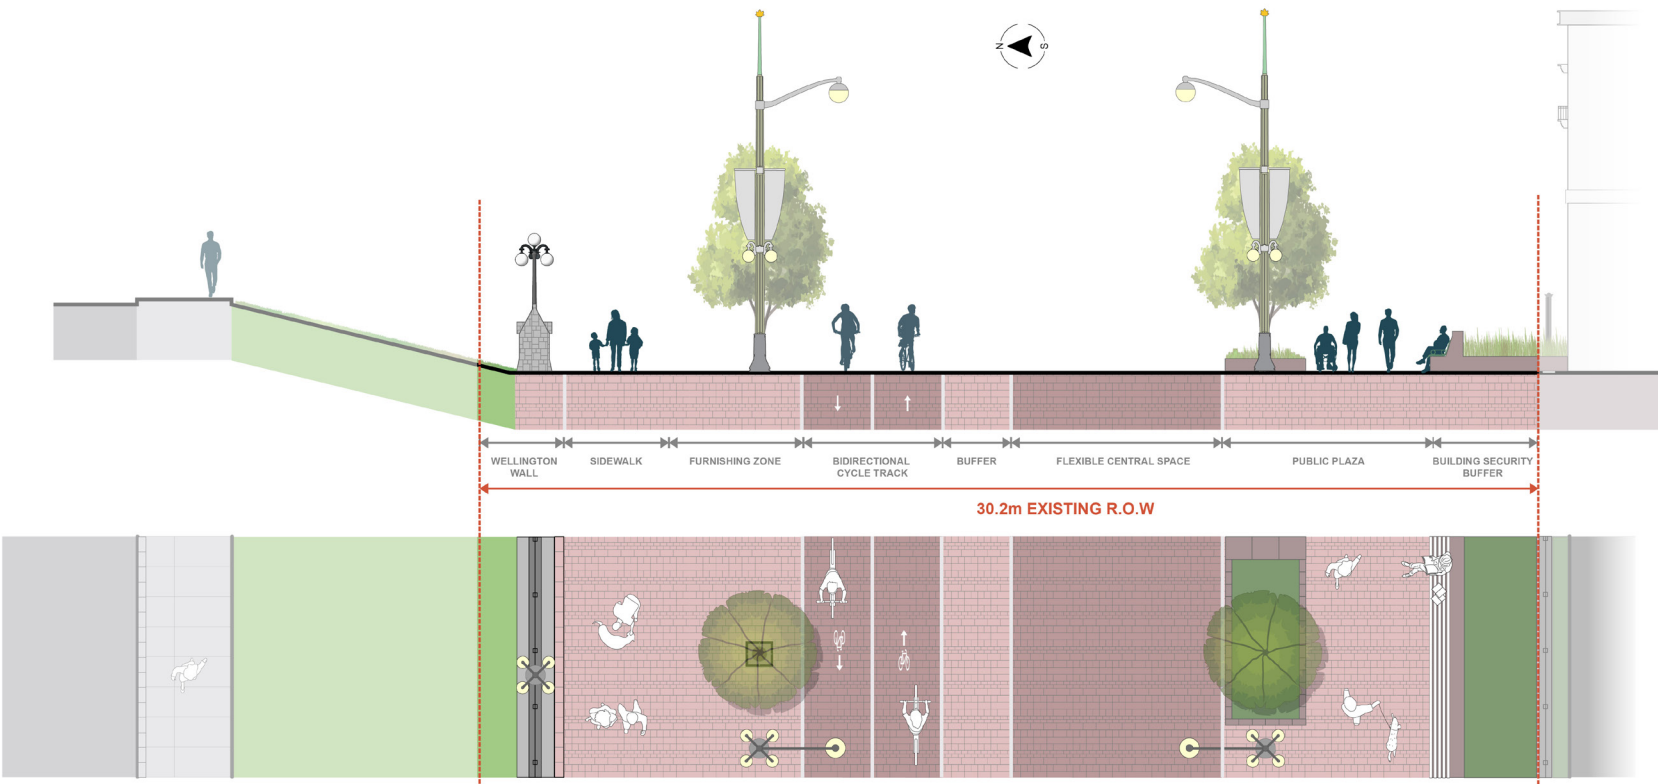 N S
WELLINGTON
WALL
SIDEWALK
FURNISHING ZONE
BIDIRECTIONAL
CYCLE TRACK
BUFFER
FLEXIBLE CENTRAL SPACE
PUBLIC PLAZA
BUILDING SECURITY
BUFFER
30.2m EXISTING R.O.W